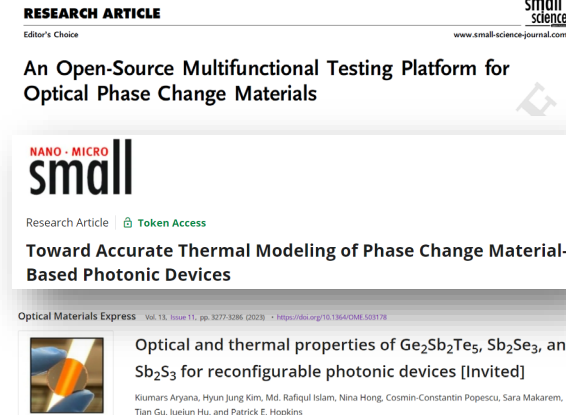 RESEARCH ARTICLE
small
science
Editor's Choice
www.small-science-journal.com
An Open-Source Multifunctional Testing Platform for
Optical Phase Change Materials
NANO · MICRO
small
Research Article
Token Access
Toward Accurate Thermal Modeling of Phase Change Material-
Based Photonic Devices
Optical Materials Express Vol. 13, Issue 11, pp. 3277-3286 (2023) • https://doi.org/10.1364/OME.503178
Optical and thermal properties of Ge₂Sb₂Te₅, Sb₂Se₃, an
Sb₂S₃ for reconfigurable photonic devices [Invited]
Kiumars Aryana, Hyun Jung Kim, Md. Rafiqul Islam, Nina Hong, Cosmin-Constantin Popescu, Sara Makarem,
Tian Gu, Juejun Hu, and Patrick E. Hopkins